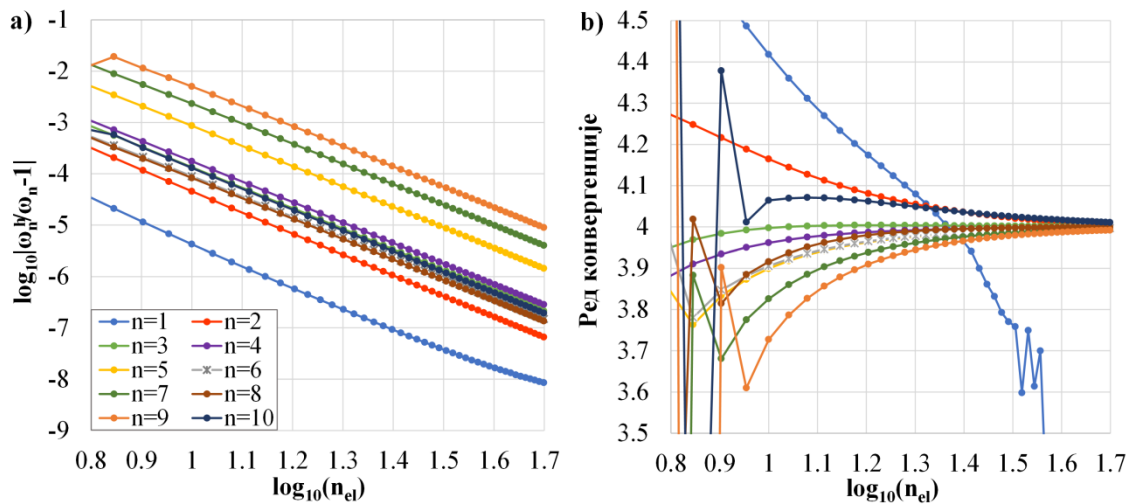 a)
-1
-2
-3
-4
-5
-6
-7
-8
-9
log₁₀|ω_n^h/ω_n-1|
n=1 n=2
n=3 n=4
n=5 n=6
n=7 n=8
n=9 n=10
0.8 0.9 1 1.1 1.2 1.3 1.4 1.5 1.6 1.7
log₁₀(n_el)
b)
4.5
4.4
4.3
4.2
4.1
4
3.9
3.8
3.7
3.6
3.5
Ред конвергенције
0.8 0.9 1 1.1 1.2 1.3 1.4 1.5 1.6 1.7
log₁₀(n_el)